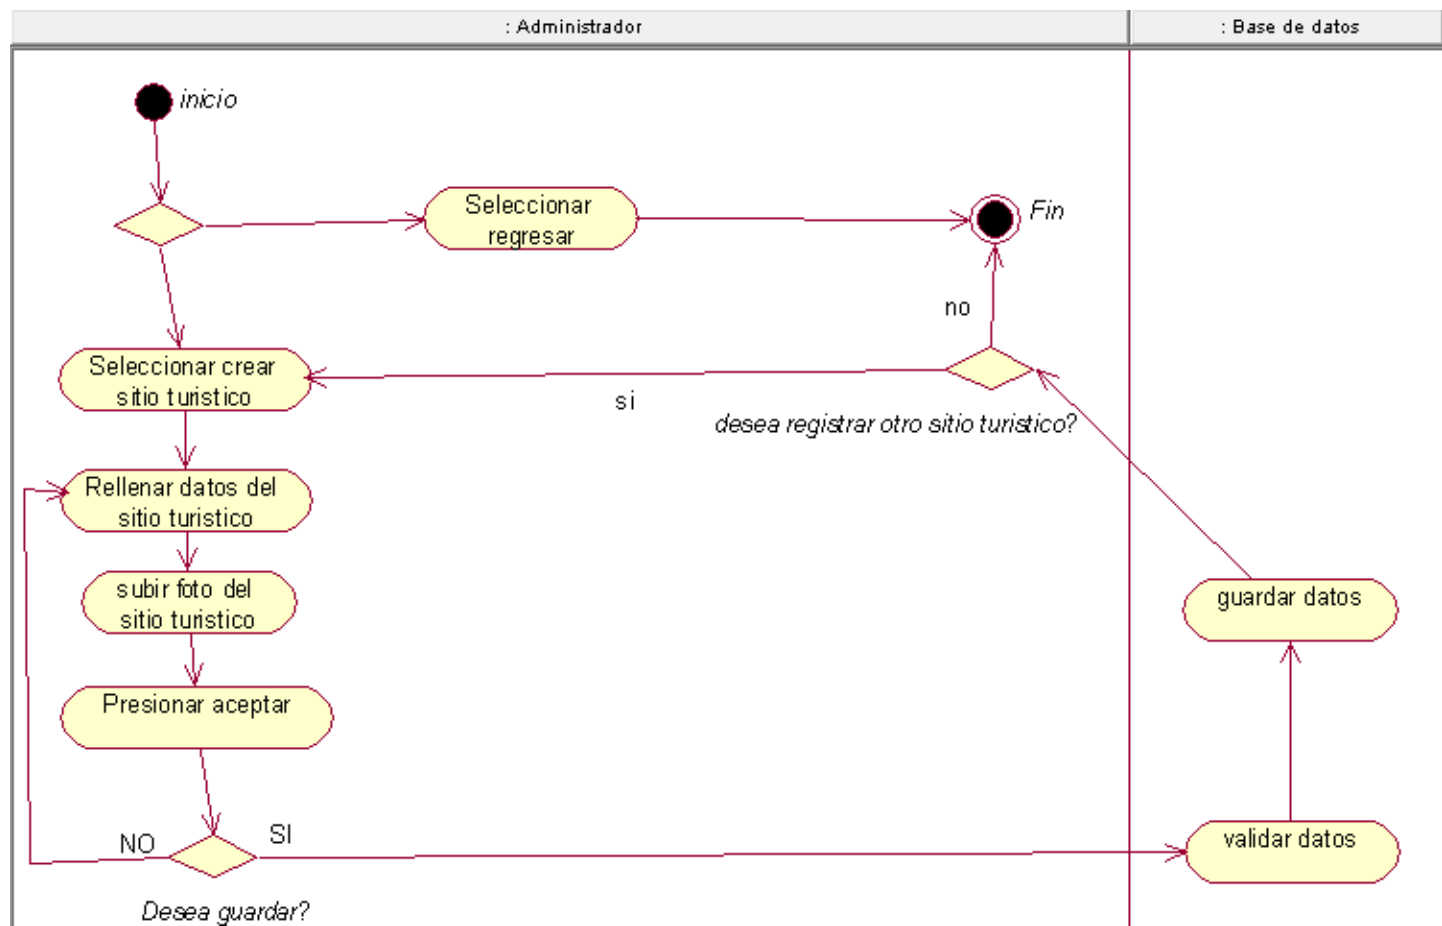 : Administrador
: Base de datos
inicio
Seleccionar
regresar
Fin
no
Seleccionar crear
sitio turistico
si
desea registrar otro sitio turistico?
Rellenar datos del
sitio turistico
subir foto del
sitio turistico
guardar datos
Presionar aceptar
NO
SI
validar datos
Desea guardar?